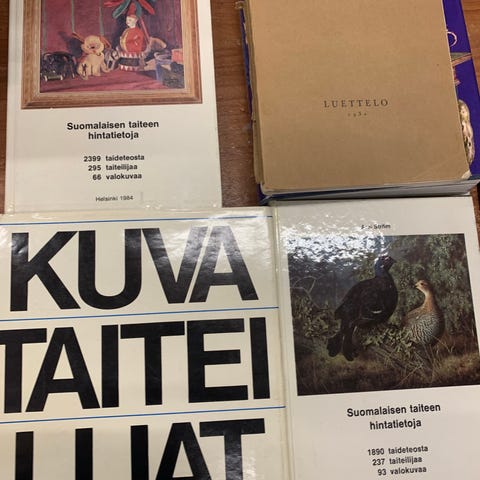 Suomalaisen taiteen
hintatietoja
2399 taideteosta
295 taiteilijaa
66 valokuvaa
Helsinki 1984
LUETTELO
KUVA
TAITEI
LIJAT
Suomalaisen taiteen
hintatietoja
1890 taideteosta
237 taiteilijaa
93 valokuvaa